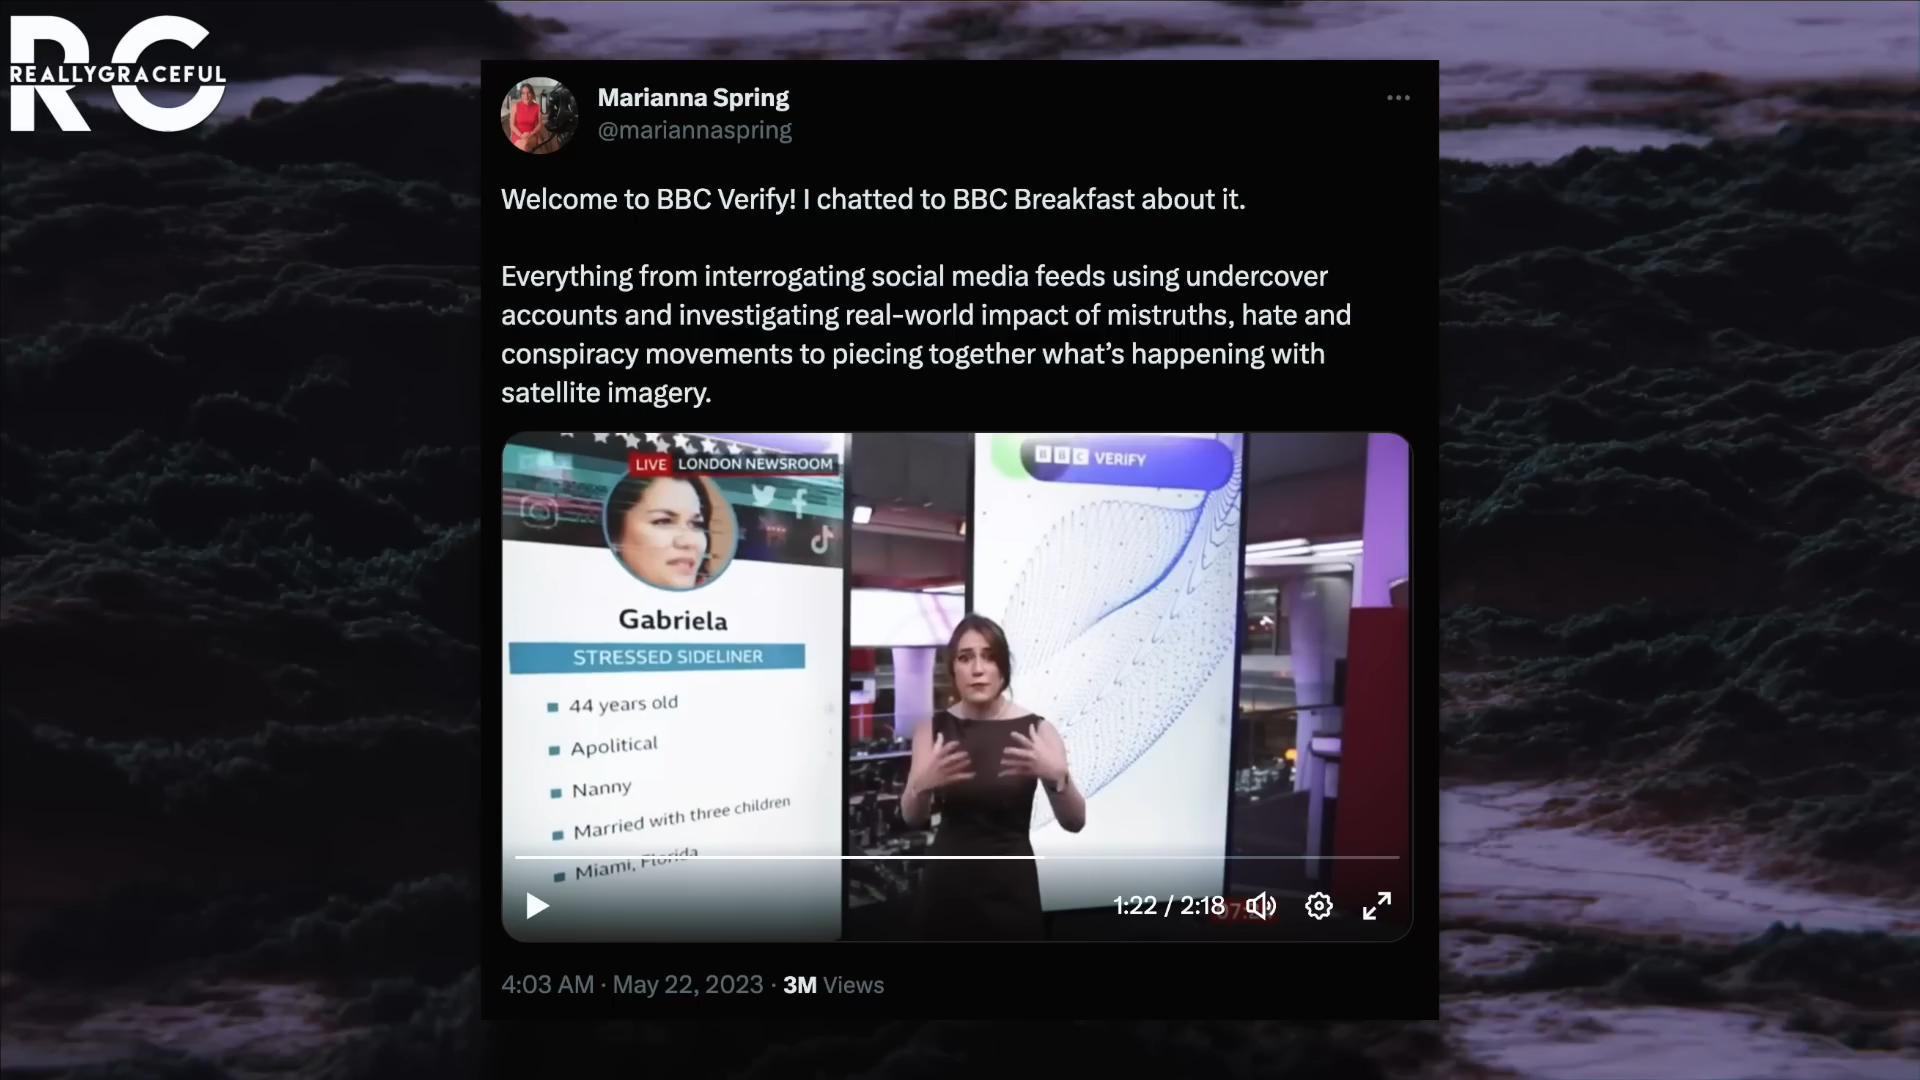 RC
REALLYGRACEFUL
Marianna Spring
@mariannaspring
Welcome to BBC Verify! I chatted to BBC Breakfast about it.
Everything from interrogating social media feeds using undercover
accounts and investigating real-world impact of mistruths, hate and
conspiracy movements to piecing together what’s happening with
satellite imagery.
LIVE LONDON NEWSROOM
BBC VERIFY
Gabriela
STRESSED SIDELINER
44 years old
Apolitical
Nanny
Married with three children
Miami, Florida
1:22 / 2:18
4:03 AM · May 22, 2023 · 3M Views